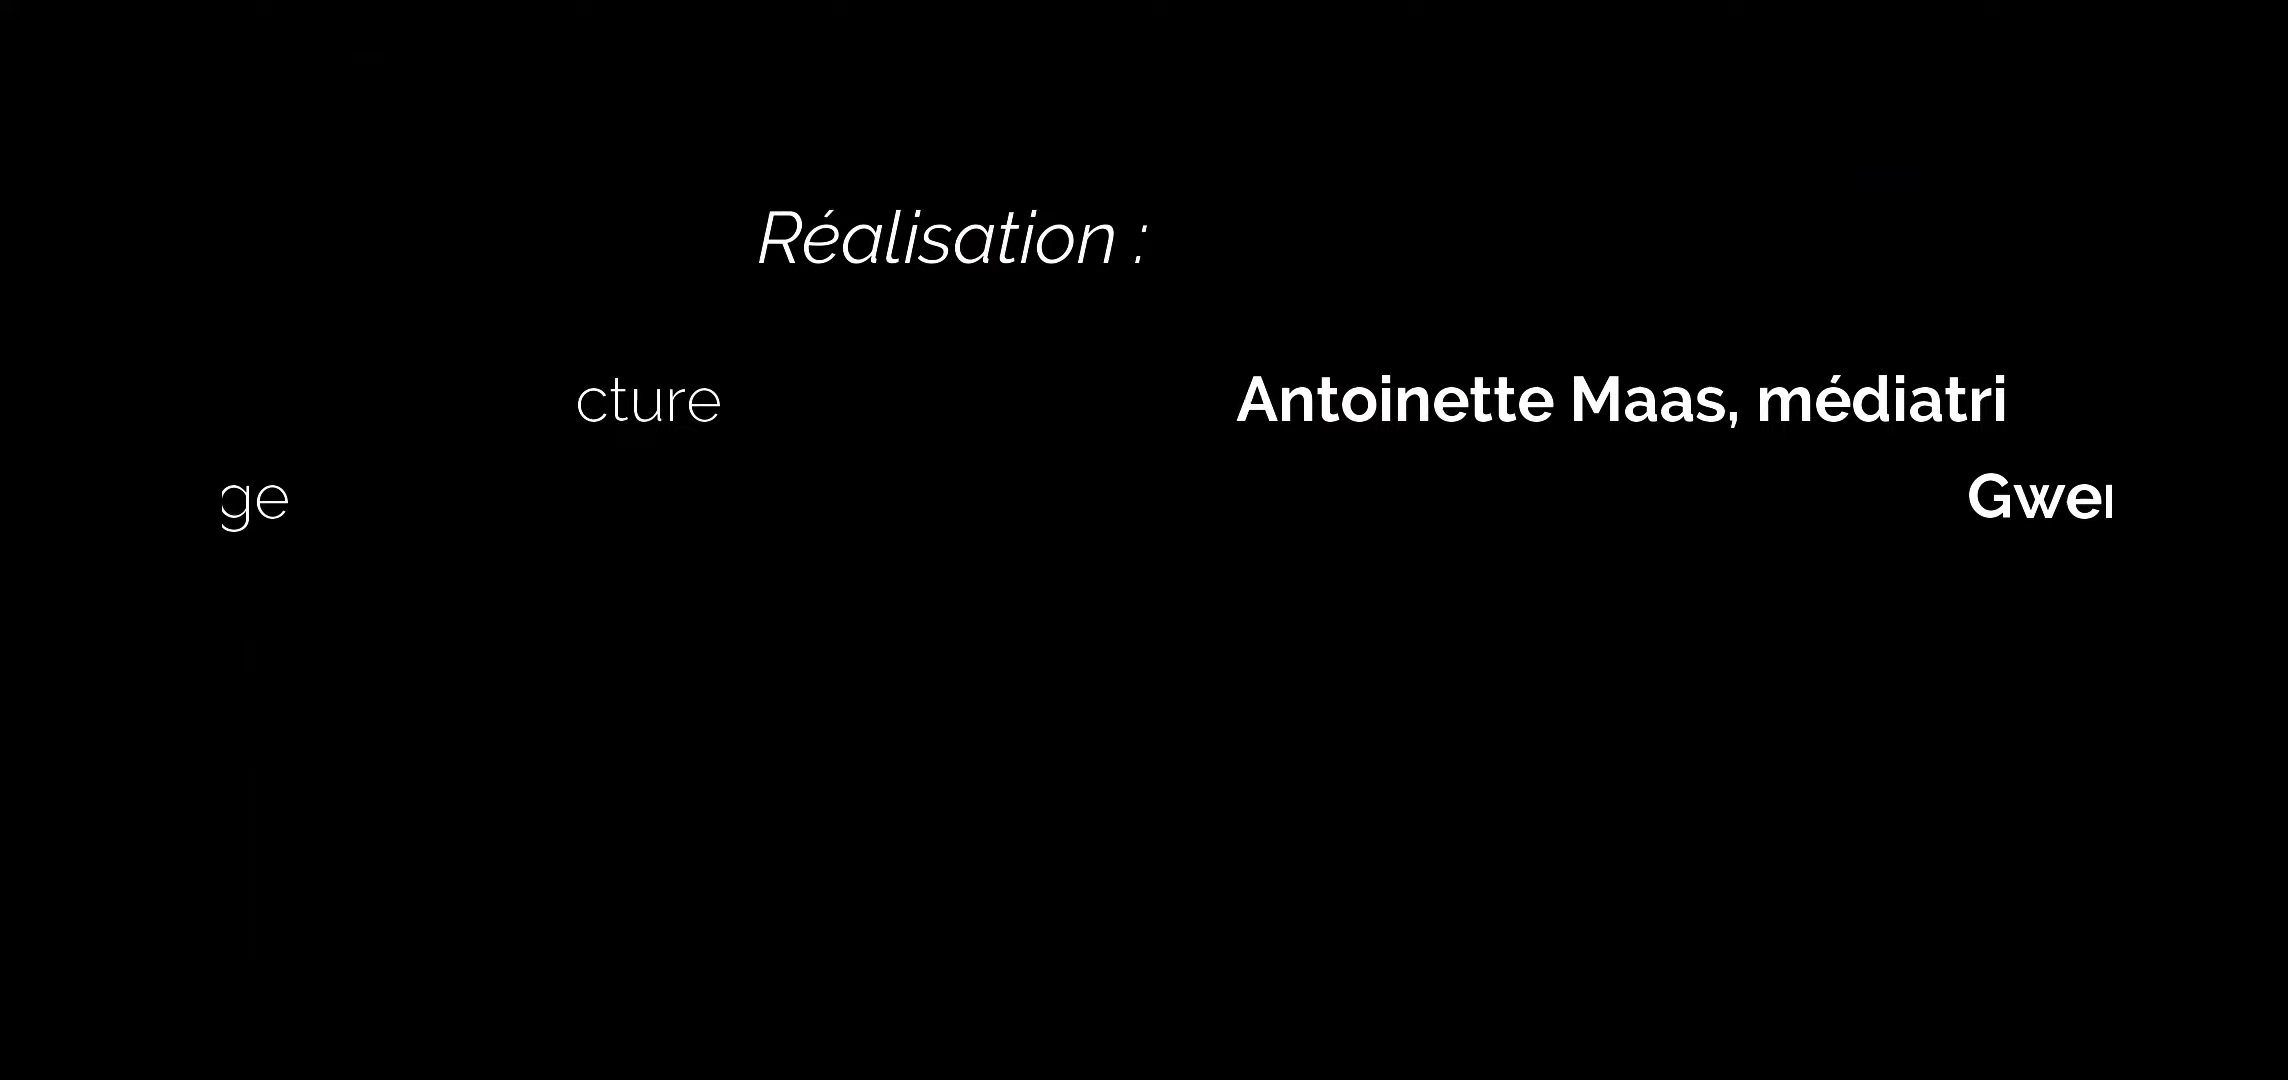 Réalisation :
cture Antoinette Maas, médiatri
ge Gwe